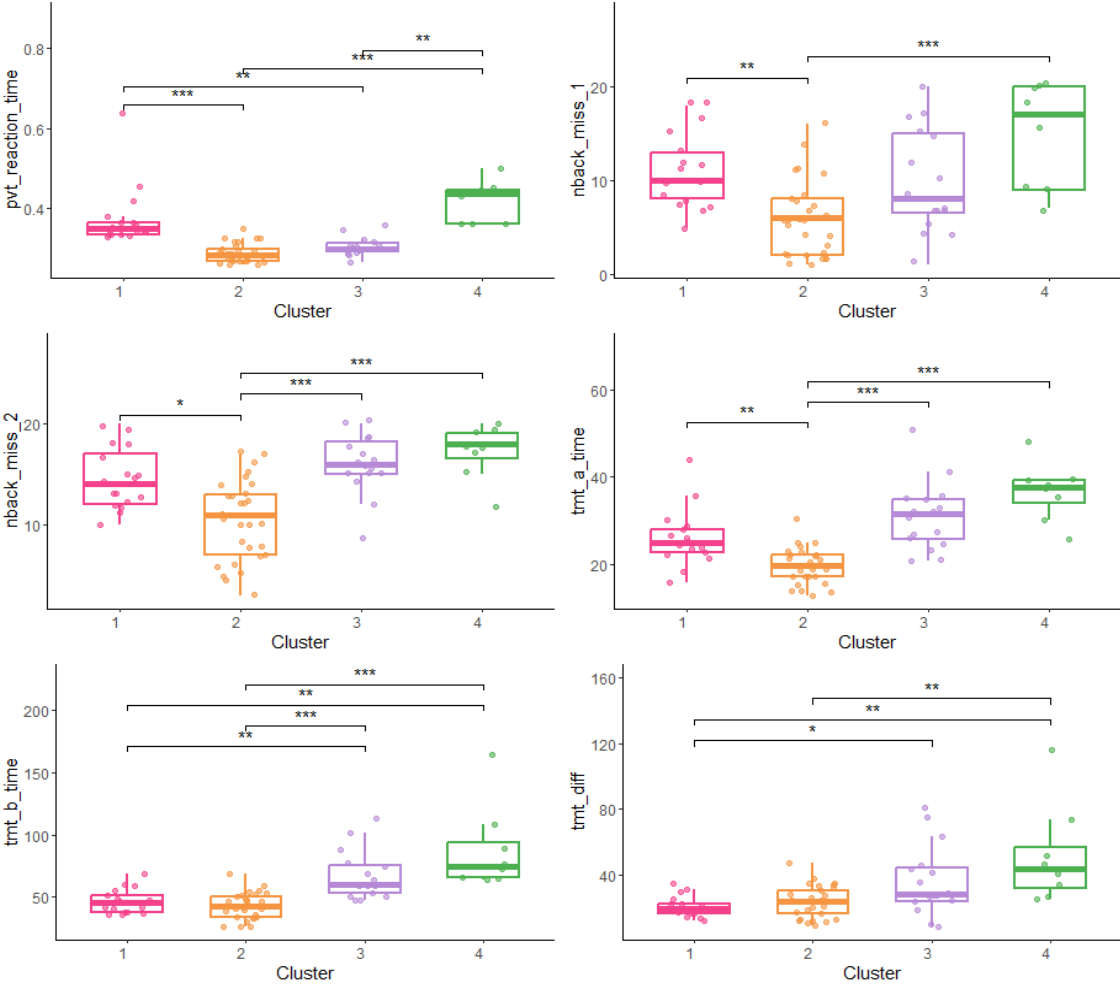 pvt_reaction_time
0.8
0.6
0.4
**
***
**
***
1 2 3 4
Cluster
nback_miss_1
20
10
0
***
**
1 2 3 4
Cluster
nback_miss_2
20
10
***
***
*
1 2 3 4
Cluster
tmt_a_time
60
40
20
***
***
**
1 2 3 4
Cluster
tmt_b_time
200
150
100
50
***
**
***
**
1 2 3 4
Cluster
tmt_diff
160
120
80
40
**
**
*
1 2 3 4
Cluster